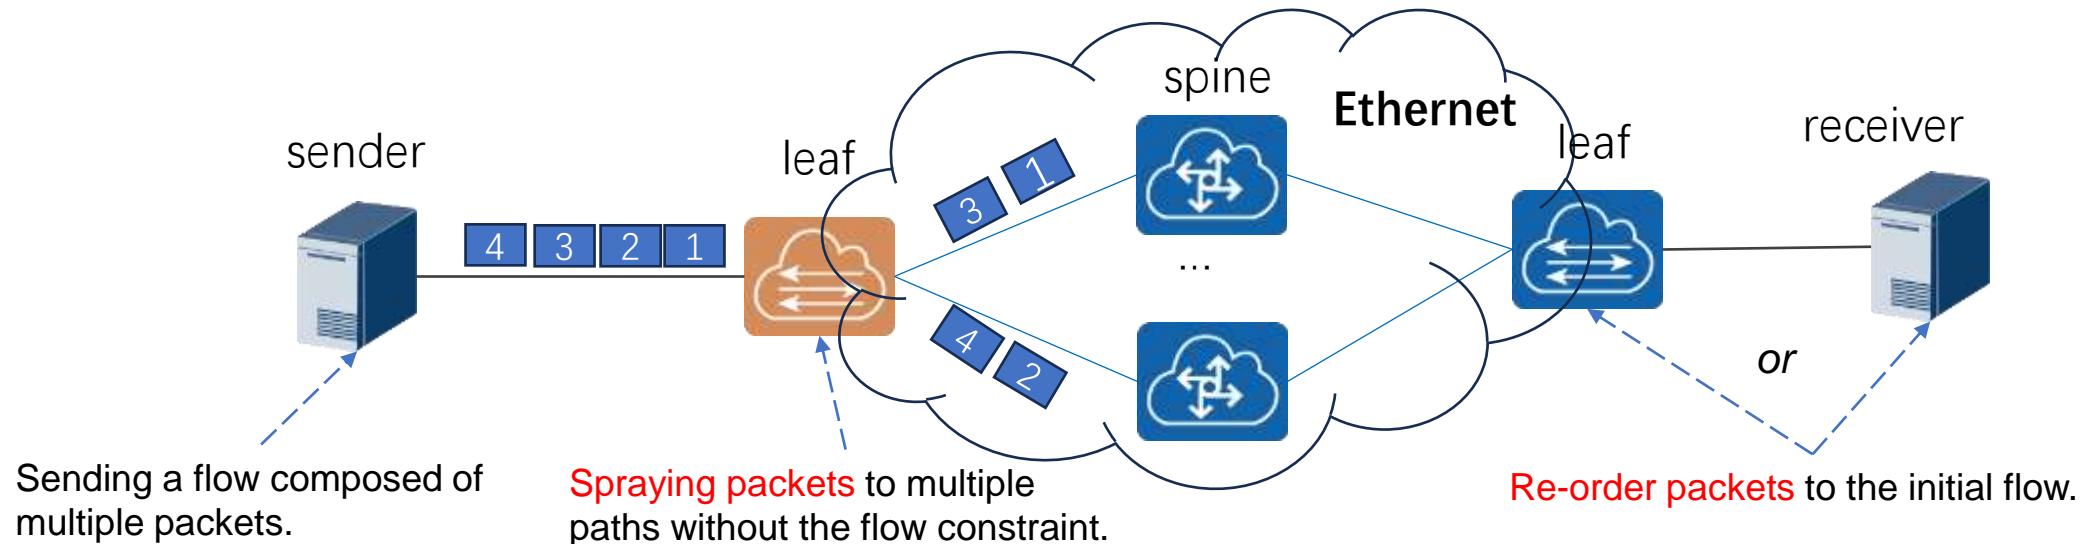 spine
Ethernet
sender
leaf
leaf
receiver
3 1
4 3 2 1
...
4 2
or
Sending a flow composed of
multiple packets.
Spraying packets to multiple
paths without the flow constraint.
Re-order packets to the initial flow.